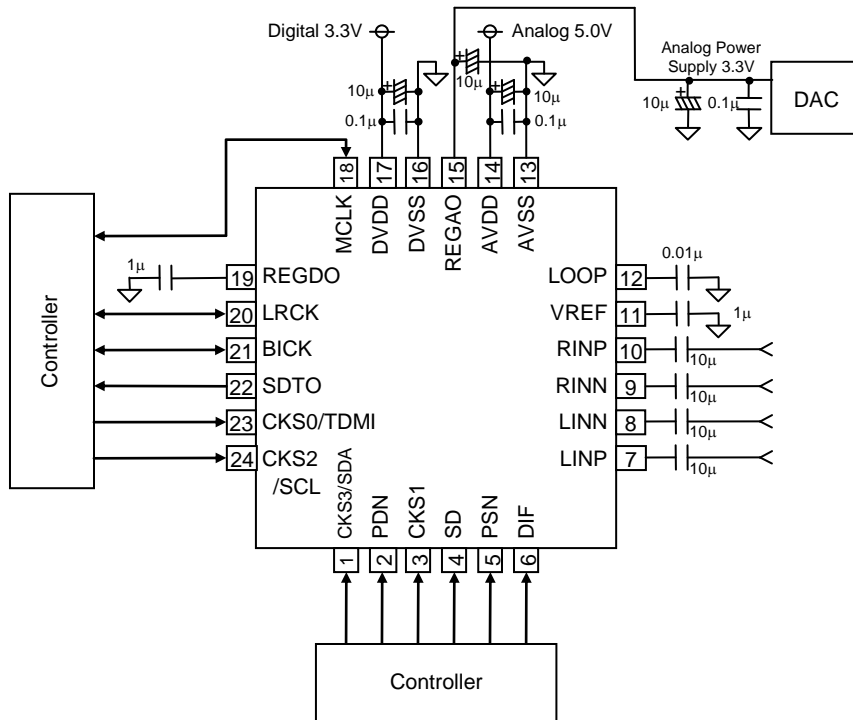 Digital 3.3V
Analog 5.0V
Analog Power
Supply 3.3V
DAC
10μ
0.1μ
10μ
10μ
0.1μ
10μ
0.1μ
18
17
16
15
14
13
MCLK
DVDD
DVSS
REGAO
AVDD
AVSS
Controller
1μ
19 REGDO
20 LRCK
21 BICK
22 SDTO
23 CKS0/TDMI
24 CKS2
/SCL
LOOP 12
0.01μ
VREF 11
1μ
RINP 10
10μ
RINN 9
10μ
LINN 8
10μ
LINP 7
10μ
CKS3/SDA
PDN
CKS1
SD
PSN
DIF
1
2
3
4
5
6
Controller